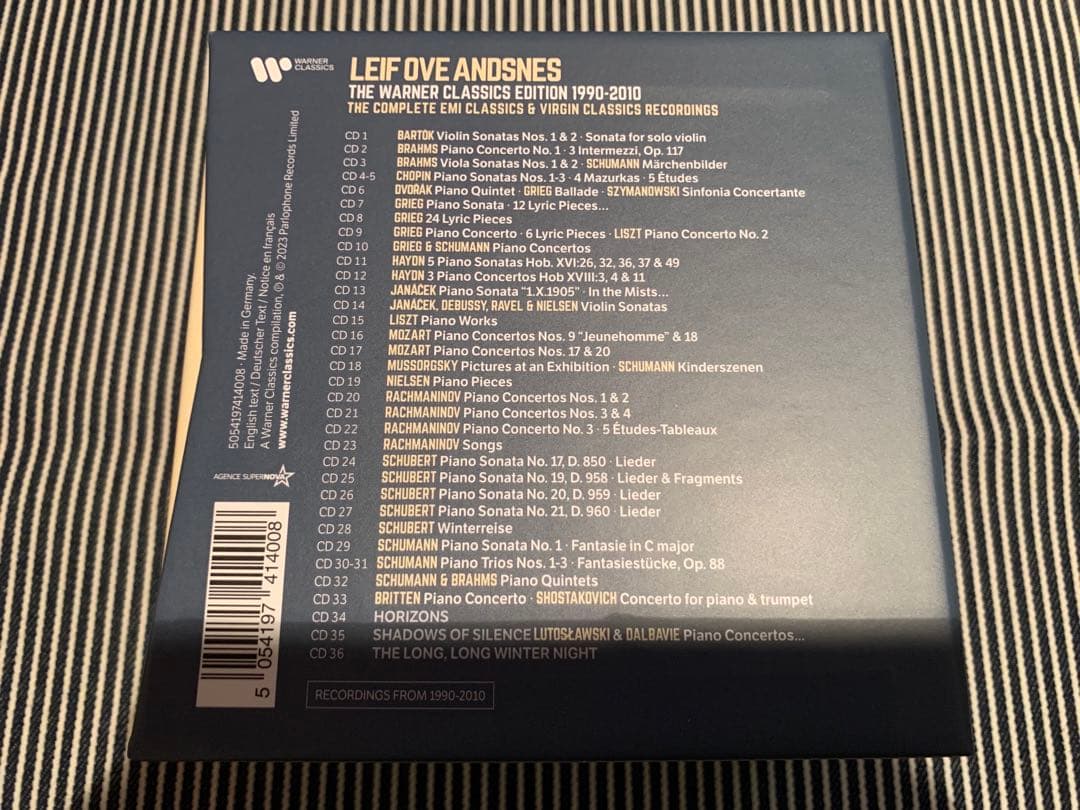 WARNER
CLASSICS
LEIF OVE ANDSNES
THE WARNER CLASSICS EDITION 1990-2010
THE COMPLETE EMI CLASSICS & VIRGIN CLASSICS RECORDINGS
CD 1 BARTÓK Violin Sonatas Nos. 1 & 2 · Sonata for solo violin
CD 2 BRAHMS Piano Concerto No. 1 · 3 Intermezzi, Op. 117
CD 3 BRAHMS Viola Sonatas Nos. 1 & 2 · SCHUMANN Märchenbilder
CD 4-5 CHOPIN Piano Sonatas Nos. 1-3 · 4 Mazurkas · 5 Études
CD 6 DVOŘÁK Piano Quintet · GRIEG Ballade · SZYMANOWSKI Sinfonia Concertante
CD 7 GRIEG Piano Sonata · 12 Lyric Pieces...
CD 8 GRIEG 24 Lyric Pieces
CD 9 GRIEG Piano Concerto · 6 Lyric Pieces · LISZT Piano Concerto No. 2
CD 10 GRIEG & SCHUMANN Piano Concertos
CD 11 HAYDN 5 Piano Sonatas Hob. XVI:26, 32, 36, 37 & 49
CD 12 HAYDN 3 Piano Concertos Hob XVIII:3, 4 & 11
CD 13 JANÁČEK Piano Sonata "1.X.1905" · In the Mists...
CD 14 JANÁČEK, DEBUSSY, RAVEL & NIELSEN Violin Sonatas
CD 15 LISZT Piano Works
CD 16 MOZART Piano Concertos Nos. 9 "Jeunehomme" & 18
CD 17 MOZART Piano Concertos Nos. 17 & 20
CD 18 MUSSORGSKY Pictures at an Exhibition · SCHUMANN Kinderszenen
CD 19 NIELSEN Piano Pieces
CD 20 RACHMANINOV Piano Concertos Nos. 1 & 2
CD 21 RACHMANINOV Piano Concertos Nos. 3 & 4
CD 22 RACHMANINOV Piano Concerto No. 3 · 5 Études-Tableaux
CD 23 RACHMANINOV Songs
CD 24 SCHUBERT Piano Sonata No. 17, D. 850 · Lieder
CD 25 SCHUBERT Piano Sonata No. 19, D. 958 · Lieder & Fragments
CD 26 SCHUBERT Piano Sonata No. 20, D. 959 · Lieder
CD 27 SCHUBERT Piano Sonata No. 21, D. 960 · Lieder
CD 28 SCHUBERT Winterreise
CD 29 SCHUMANN Piano Sonata No. 1 · Fantasie in C major
CD 30-31 SCHUMANN Piano Trios Nos. 1-3 · Fantasiestücke, Op. 88
CD 32 SCHUMANN & BRAHMS Piano Quintets
CD 33 BRITTEN Piano Concerto · SHOSTAKOVICH Concerto for piano & trumpet
CD 34 HORIZONS
CD 35 SHADOWS OF SILENCE LUTOSŁAWSKI & DALBAVIE Piano Concertos...
CD 36 THE LONG, LONG WINTER NIGHT
RECORDINGS FROM 1990-2010
5054197414008 · Made in Germany.
English text / Deutscher Text / Notice en français
A Warner Classics compilation, ℗ & © 2023 Parlophone Records Limited
www.warnerclassics.com
AGENCE SUPERNOVA
5 054197 414008